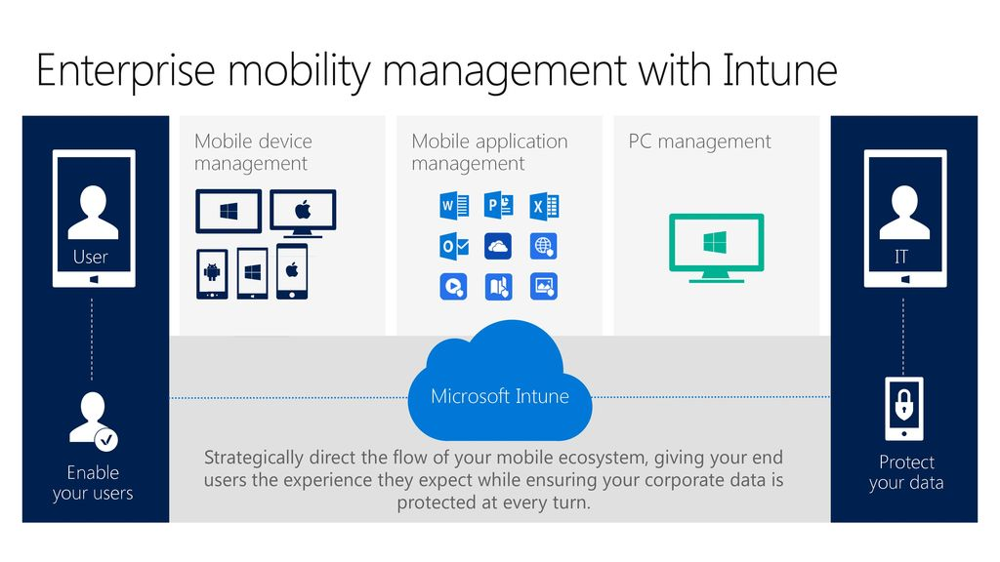 Enterprise mobility management with Intune
User
Enable
your users
Mobile device
management
Mobile application
management
W
P
X
O
PC management
Microsoft Intune
Strategically direct the flow of your mobile ecosystem, giving your end
users the experience they expect while ensuring your corporate data is
protected at every turn.
IT
Protect
your data